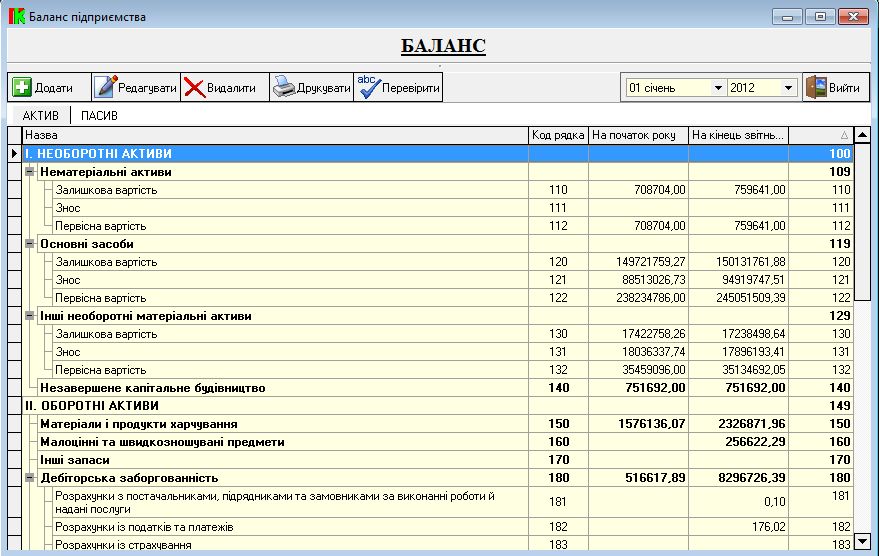 Баланс підприємства
БАЛАНС
Додати Редагувати Видалити Друкувати abc Перевірити 01 січень 2012 Вийти
АКТИВ ПАСИВ
Назва Код рядка На початок року На кінець звітнь...
I. НЕОБОРОТНІ АКТИВИ 100
Нематеріальні активи 109
Залишкова вартість 110 708704,00 759641,00 110
Знос 111 111
Первісна вартість 112 708704,00 759641,00 112
Основні засоби 119
Залишкова вартість 120 149721759,27 150131761,88 120
Знос 121 88513026,73 94919747,51 121
Первісна вартість 122 238234786,00 245051509,39 122
Інші необоротні матеріальні активи 129
Залишкова вартість 130 17422758,26 17238498,64 130
Знос 131 18036337,74 17896193,41 131
Первісна вартість 132 35459096,00 35134692,05 132
Незавершене капітальне будівництво 140 751692,00 751692,00 140
II. ОБОРОТНІ АКТИВИ 149
Матеріали і продукти харчування 150 1576136,07 2326871,96 150
Малоцінні та швидкозношувані предмети 160 256622,29 160
Інші запаси 170 170
Дебіторська заборгованність 180 516617,89 8296726,39 180
Розрахунки з постачальниками, підрядниками та замовниками за виконанні роботи й
надані послуги 181 0,10 181
Розрахунки із податків та платежів 182 176,02 182
Розрахунки із страхування 183 183